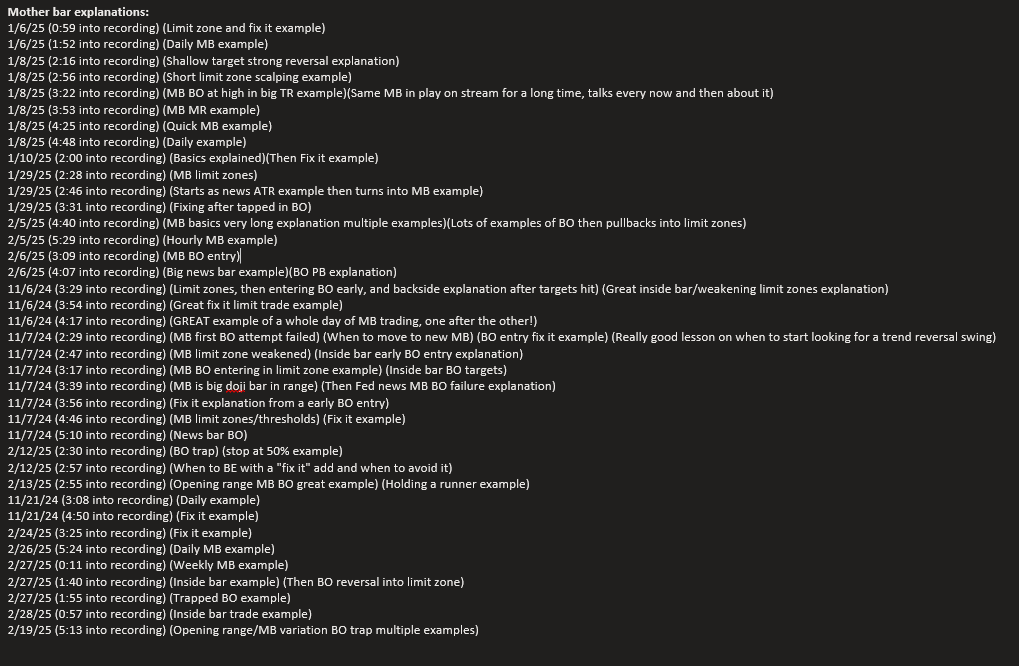 Mother bar explanations:
1/6/25 (0:59 into recording) (Limit zone and fix it example)
1/6/25 (1:52 into recording) (Daily MB example)
1/8/25 (2:16 into recording) (Shallow target strong reversal explanation)
1/8/25 (2:56 into recording) (Short limit zone scalping example)
1/8/25 (3:22 into recording) (MB BO at high in big TR example)(Same MB in play on stream for a long time, talks every now and then about it)
1/8/25 (3:53 into recording) (MB MR example)
1/8/25 (4:25 into recording) (Quick MB example)
1/8/25 (4:48 into recording) (Daily example)
1/10/25 (2:00 into recording) (Basics explained)(Then Fix it example)
1/29/25 (2:28 into recording) (MB limit zones)
1/29/25 (2:46 into recording) (Starts as news ATR example then turns into MB example)
1/29/25 (3:31 into recording) (Fixing after tapped in BO)
2/5/25 (4:40 into recording) (MB basics very long explanation multiple examples)(Lots of examples of BO then pullbacks into limit zones)
2/5/25 (5:29 into recording) (Hourly MB example)
2/6/25 (3:09 into recording) (MB BO entry)
2/6/25 (4:07 into recording) (Big news bar example)(BO PB explanation)
11/6/24 (3:29 into recording) (Limit zones, then entering BO early, and backside explanation after targets hit) (Great inside bar/weakening limit zones explanation)
11/6/24 (3:54 into recording) (Great fix it limit trade example)
11/6/24 (4:17 into recording) (GREAT example of a whole day of MB trading, one after the other!)
11/7/24 (2:29 into recording) (MB first BO attempt failed) (When to move to new MB) (BO entry fix it example) (Really good lesson on when to start looking for a trend reversal swing)
11/7/24 (2:47 into recording) (MB limit zone weakened) (Inside bar early BO entry explanation)
11/7/24 (3:17 into recording) (MB BO entering in limit zone example) (Inside bar BO targets)
11/7/24 (3:39 into recording) (MB is big doji bar in range) (Then Fed news MB BO failure explanation)
11/7/24 (3:56 into recording) (Fix it explanation from a early BO entry)
11/7/24 (4:46 into recording) (MB limit zones/thresholds) (Fix it example)
11/7/24 (5:10 into recording) (News bar BO)
2/12/25 (2:30 into recording) (BO trap) (stop at 50% example)
2/12/25 (2:57 into recording) (When to BE with a "fix it" add and when to avoid it)
2/13/25 (2:55 into recording) (Opening range MB BO great example) (Holding a runner example)
11/21/24 (3:08 into recording) (Daily example)
11/21/24 (4:50 into recording) (Fix it example)
2/24/25 (3:25 into recording) (Fix it example)
2/26/25 (5:24 into recording) (Daily MB example)
2/27/25 (0:11 into recording) (Weekly MB example)
2/27/25 (1:40 into recording) (Inside bar example) (Then BO reversal into limit zone)
2/27/25 (1:55 into recording) (Trapped BO example)
2/28/25 (0:57 into recording) (Inside bar trade example)
2/19/25 (5:13 into recording) (Opening range/MB variation BO trap multiple examples)